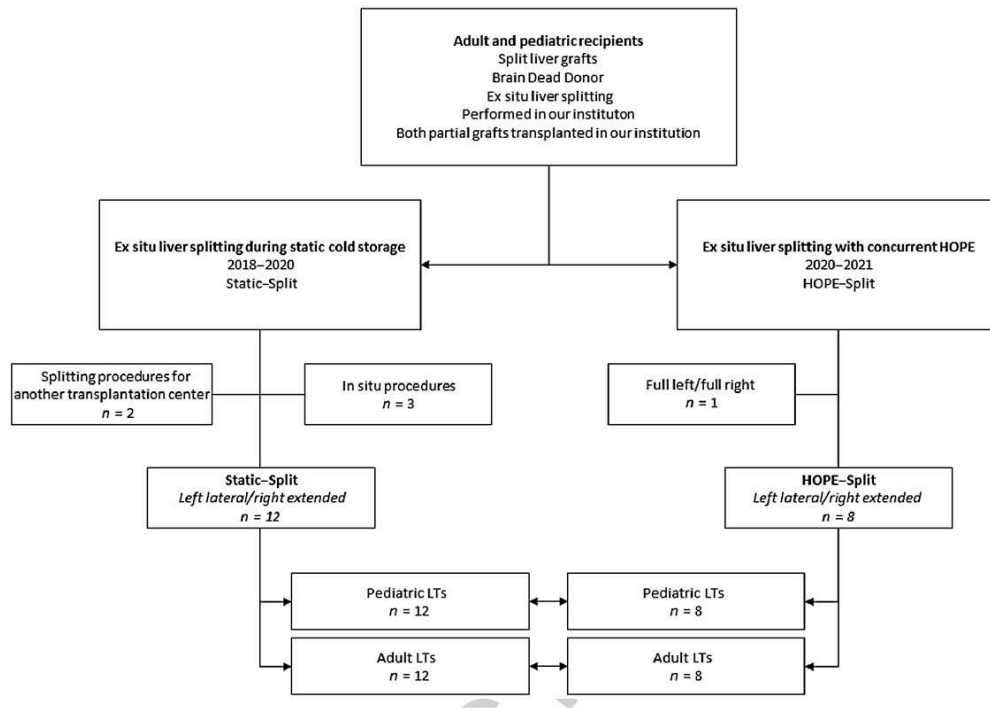 Adult and pediatric recipients
Split liver grafts
Brain Dead Donor
Ex situ liver splitting
Performed in our instituton
Both partial grafts transplanted in our institution
Ex situ liver splitting during static cold storage
2018–2020
Static–Split
Ex situ liver splitting with concurrent HOPE
2020–2021
HOPE–Split
Splitting procedures for
another transplantation center
n = 2
In situ procedures
n = 3
Full left/full right
n = 1
Static–Split
Left lateral/right extended
n = 12
HOPE–Split
Left lateral/right extended
n = 8
Pediatric LTs
n = 12
Pediatric LTs
n = 8
Adult LTs
n = 12
Adult LTs
n = 8